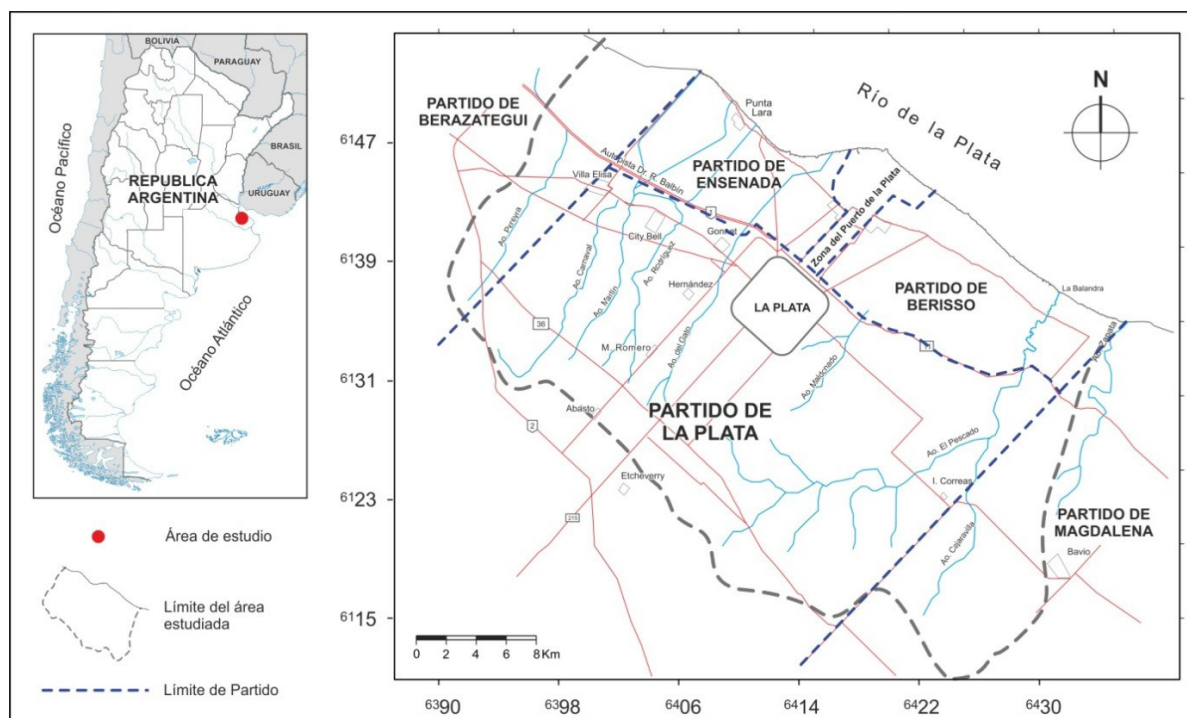 BOLIVIA
PARAGUAY
BRASIL
URUGUAY
REPUBLICA
ARGENTINA
Océano Pacífico
Océano Atlántico
Área de estudio
Límite del área
estudiada
Límite de Partido
N
Río de la Plata
PARTIDO DE
BERAZATEGUI
Punta
Lara
PARTIDO DE
ENSENADA
Autopista Dr. R. Balbín
Villa Elisa
Zona del Puerto de la Plata
Ao. Pereyra
City Bell
1
Gonnet
Ao. Carnaval
Ao. Martín
Ao. Rodríguez
Hernández
LA PLATA
PARTIDO DE
BERISSO
La Balandra
Ao. Zapata
36
M. Romero
Ao. del Gato
Ao. Maldonado
11
Abasto
PARTIDO DE
LA PLATA
2
Ao. El Pescado
Etcheverry
I. Correas
215
Ao. Cajaravilla
PARTIDO DE
MAGDALENA
Bavio
6147
6139
6131
6123
6115
0 2 4 6 8 Km
6390 6398 6406 6414 6422 6430